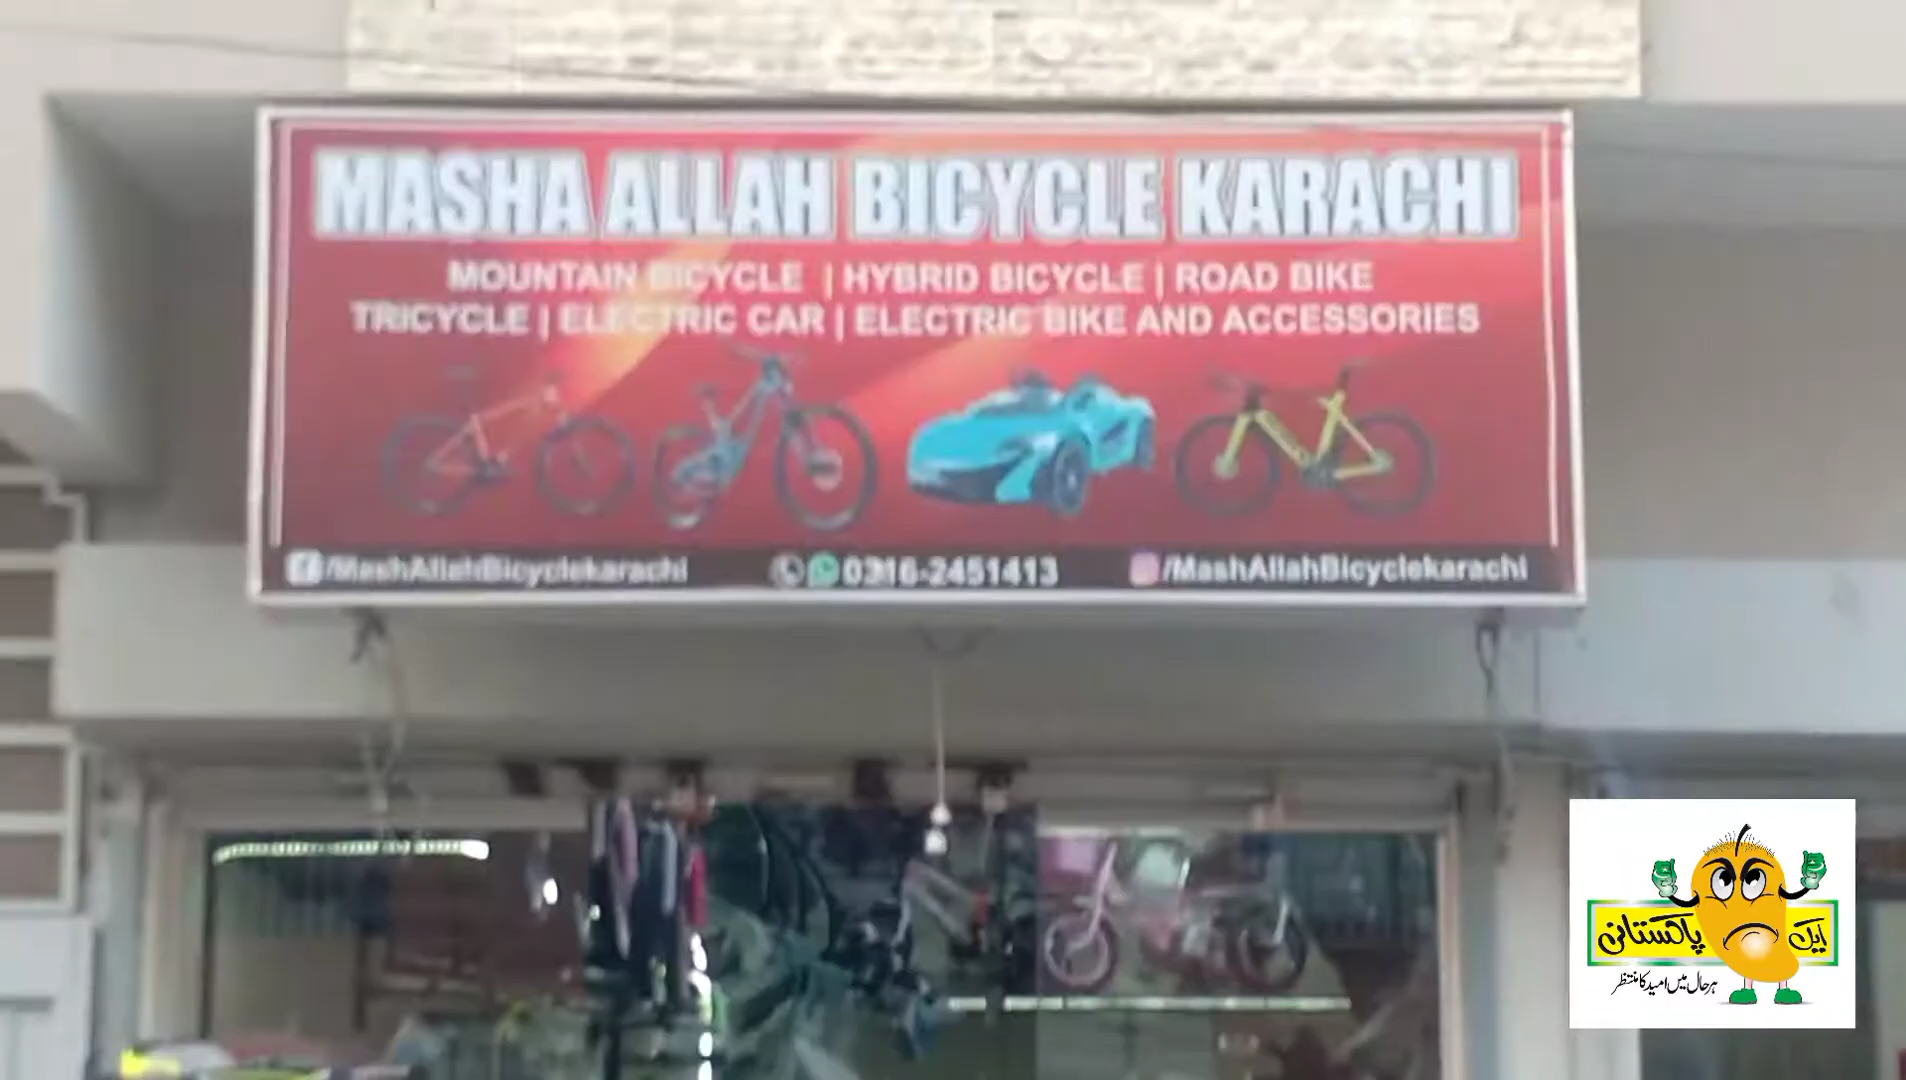 MASHA ALLAH BICYCLE KARACHI
MOUNTAIN BICYCLE | HYBRID BICYCLE | ROAD BIKE
TRICYCLE | ELECTRIC CAR | ELECTRIC BIKE AND ACCESSORIES
/MashAllahBicyclekarachi 0316-2451413 /MashAllahBicyclekarachi
ایک پاکستانی
ہر حال میں امید کا منتظر